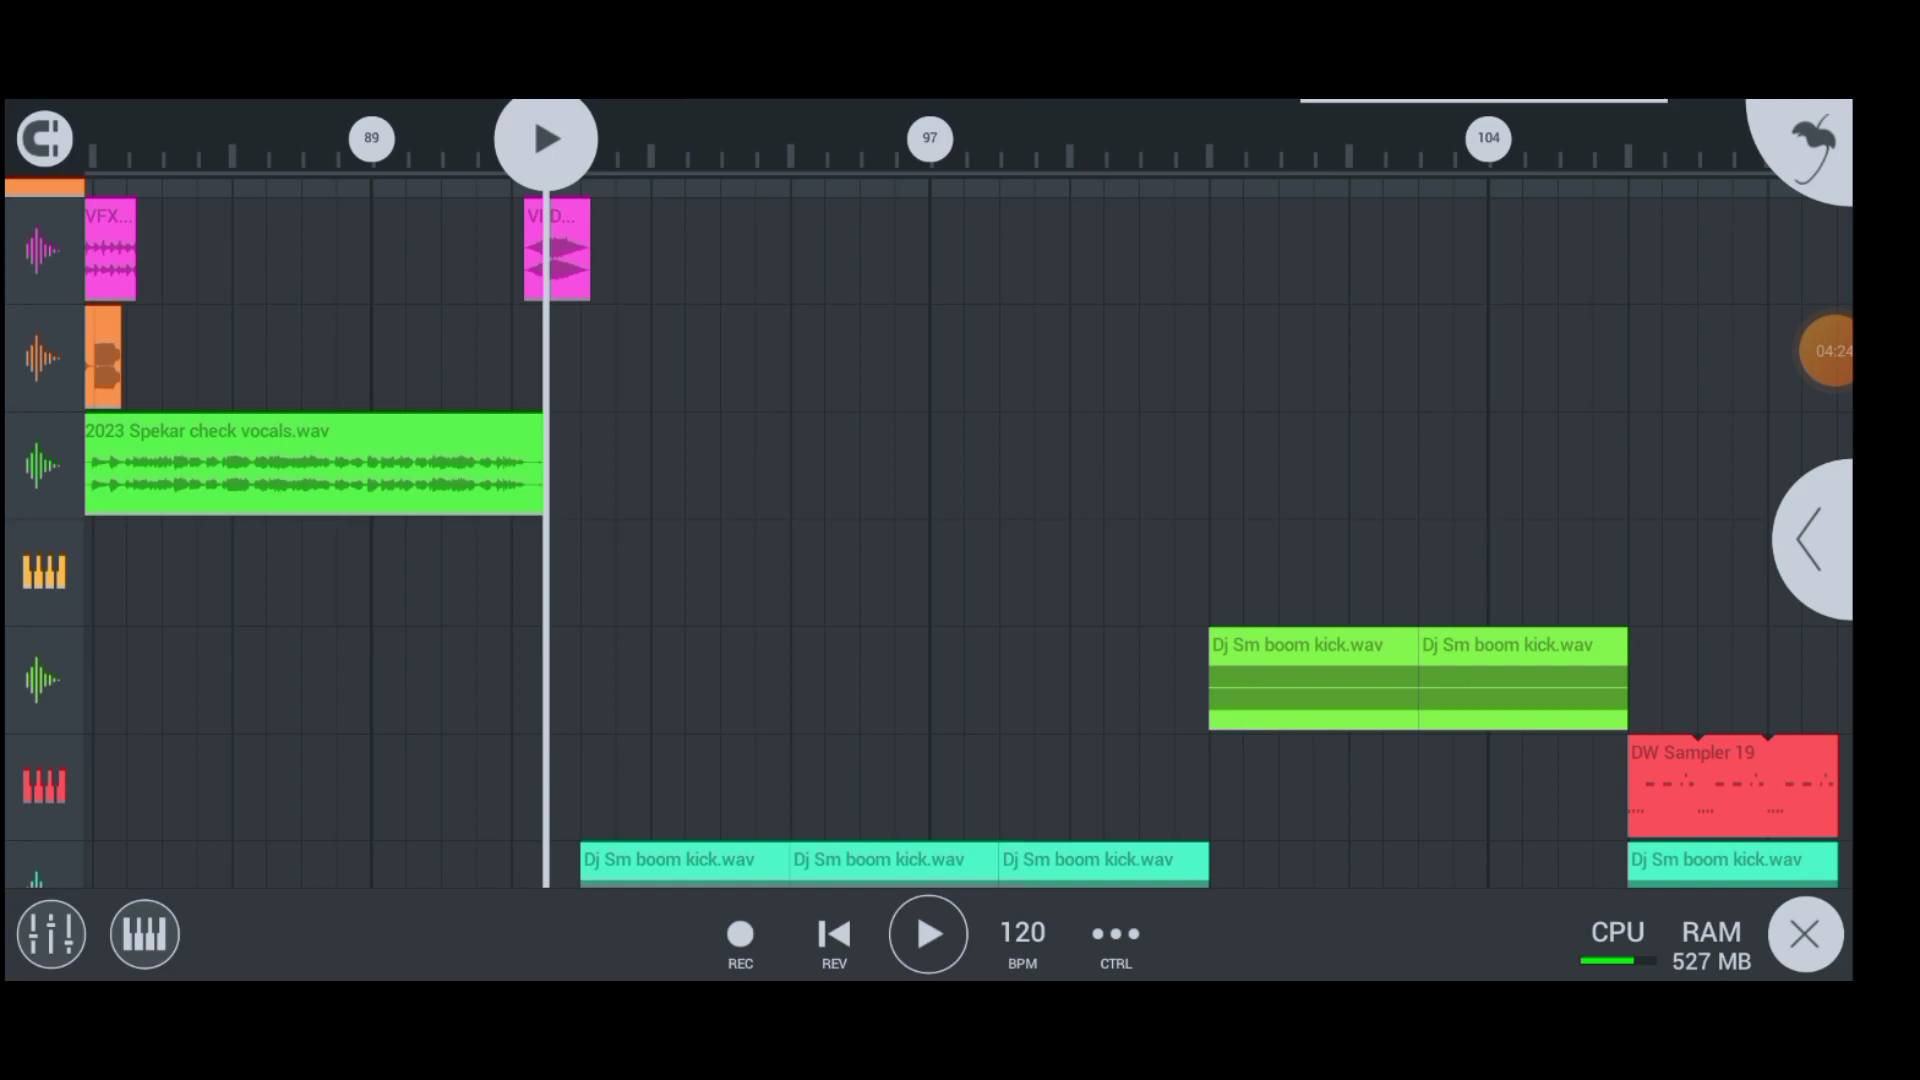 89
97
104
VFX...
04:24
2023 Spekar check vocals.wav
Dj Sm boom kick.wav
Dj Sm boom kick.wav
DW Sampler 19
Dj Sm boom kick.wav
Dj Sm boom kick.wav
Dj Sm boom kick.wav
Dj Sm boom kick.wav
REC
REV
120
BPM
CTRL
CPU
RAM
527 MB